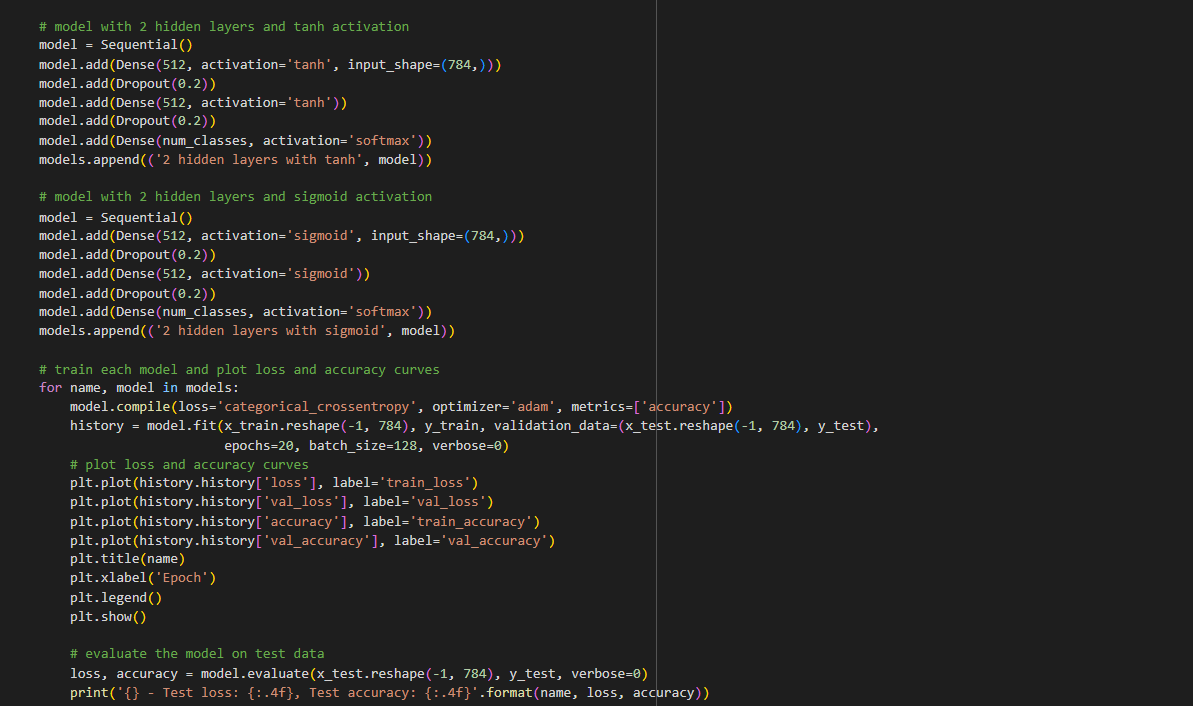 # model with 2 hidden layers and tanh activation
model = Sequential()
model.add(Dense(512, activation='tanh', input_shape=(784,)))
model.add(Dropout(0.2))
model.add(Dense(512, activation='tanh'))
model.add(Dropout(0.2))
model.add(Dense(num_classes, activation='softmax'))
models.append(('2 hidden layers with tanh', model))

# model with 2 hidden layers and sigmoid activation
model = Sequential()
model.add(Dense(512, activation='sigmoid', input_shape=(784,)))
model.add(Dropout(0.2))
model.add(Dense(512, activation='sigmoid'))
model.add(Dropout(0.2))
model.add(Dense(num_classes, activation='softmax'))
models.append(('2 hidden layers with sigmoid', model))

# train each model and plot loss and accuracy curves
for name, model in models:
    model.compile(loss='categorical_crossentropy', optimizer='adam', metrics=['accuracy'])
    history = model.fit(x_train.reshape(-1, 784), y_train, validation_data=(x_test.reshape(-1, 784), y_test),
                        epochs=20, batch_size=128, verbose=0)
    # plot loss and accuracy curves
    plt.plot(history.history['loss'], label='train_loss')
    plt.plot(history.history['val_loss'], label='val_loss')
    plt.plot(history.history['accuracy'], label='train_accuracy')
    plt.plot(history.history['val_accuracy'], label='val_accuracy')
    plt.title(name)
    plt.xlabel('Epoch')
    plt.legend()
    plt.show()

    # evaluate the model on test data
    loss, accuracy = model.evaluate(x_test.reshape(-1, 784), y_test, verbose=0)
    print('{} - Test loss: {:.4f}, Test accuracy: {:.4f}'.format(name, loss, accuracy))